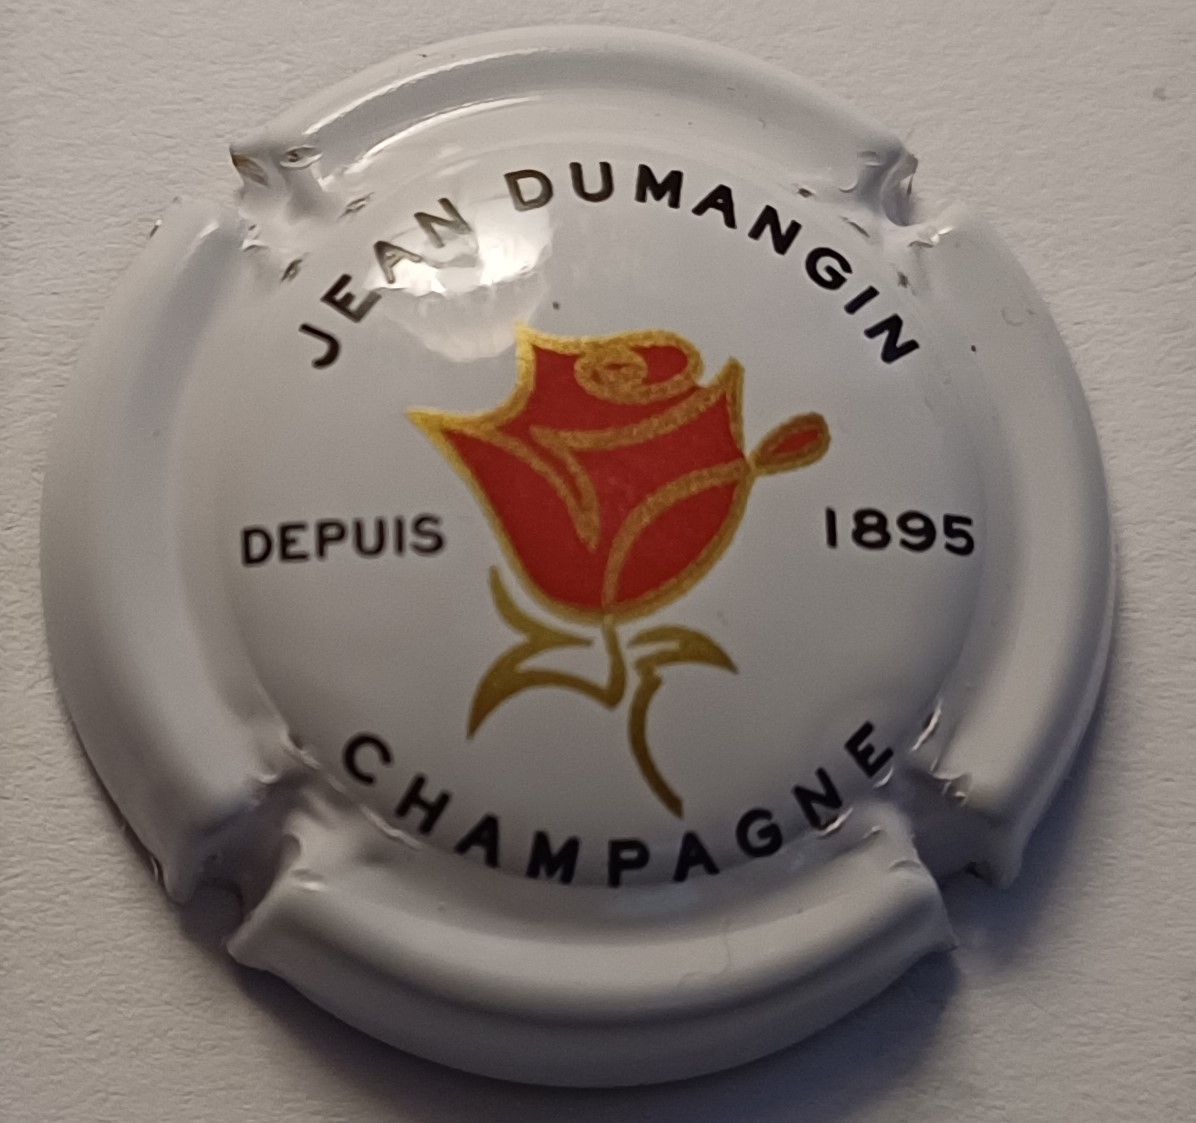 JEAN DUMANGIN
DEPUIS 1895
CHAMPAGNE